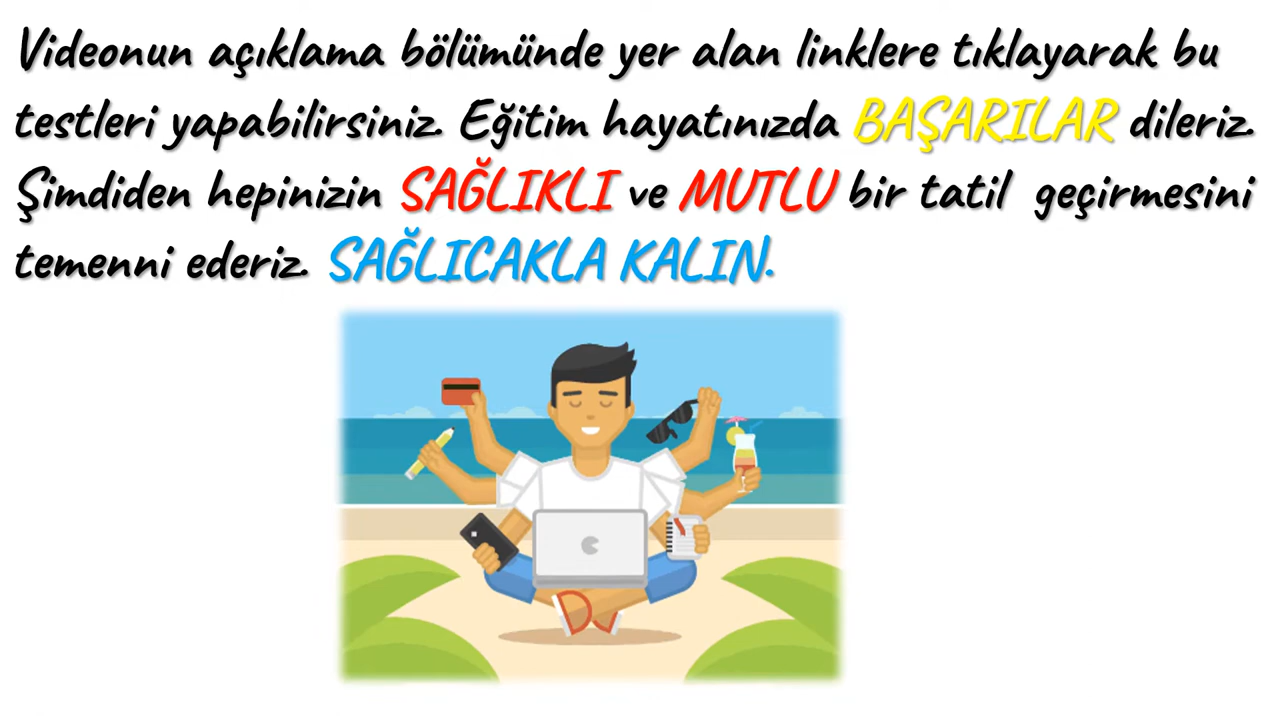 Videonun açıklama bölümünde yer alan linklere tıklayarak bu
testleri yapabilirsiniz. Eğitim hayatınızda BAŞARILAR dileriz.
Şimdiden hepinizin SAĞLIKLI ve MUTLU bir tatil geçirmesini
temenni ederiz. SAĞLICAKLA KALIN.